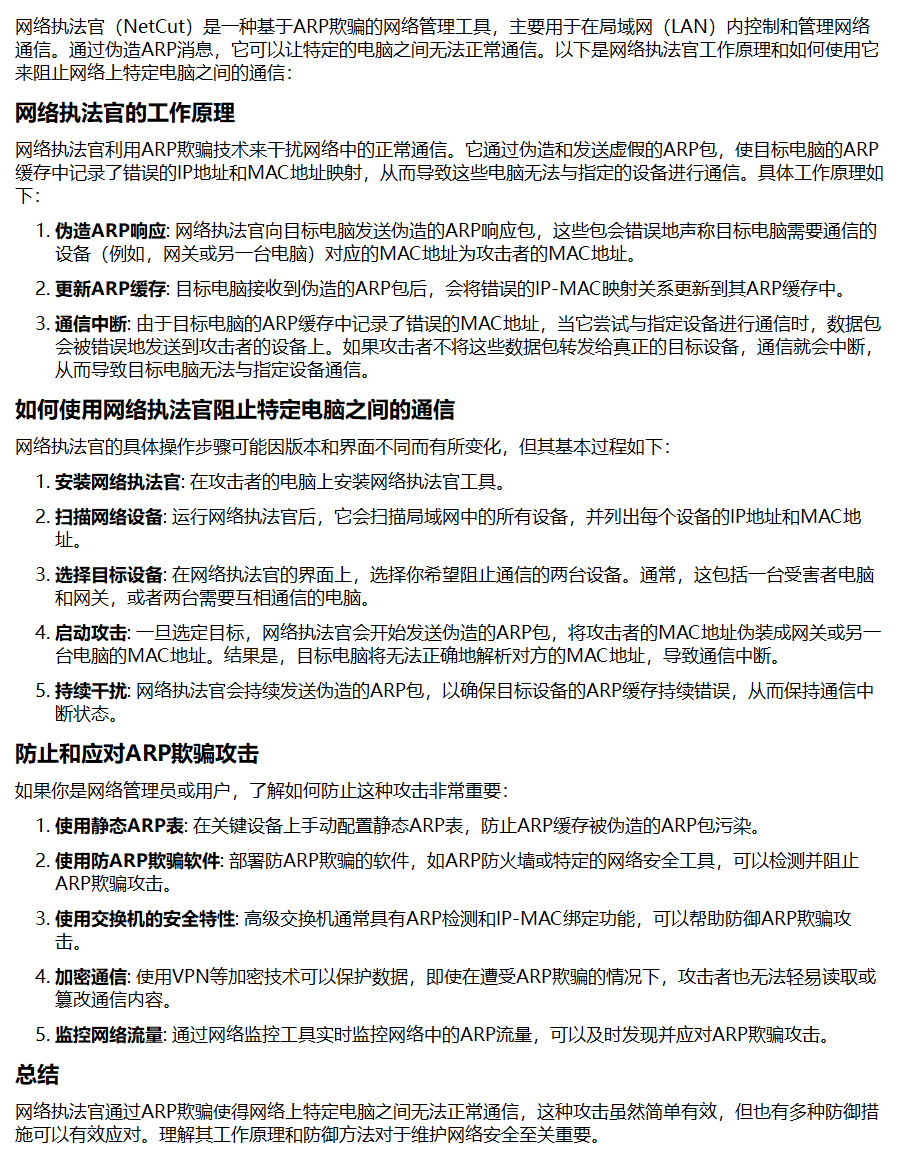 网络执法官（NetCut）是一种基于ARP欺骗的网络管理工具，主要用于在局域网（LAN）内控制和管理网络
通信。通过伪造ARP消息，它可以让特定的电脑之间无法正常通信。以下是网络执法官工作原理和如何使用它
来阻止网络上特定电脑之间的通信：
网络执法官的工作原理
网络执法官利用ARP欺骗技术来干扰网络中的正常通信。它通过伪造和发送虚假的ARP包，使目标电脑的ARP
缓存中记录了错误的IP地址和MAC地址映射，从而导致这些电脑无法与指定的设备进行通信。具体工作原理如
下：
1. 伪造ARP响应: 网络执法官向目标电脑发送伪造的ARP响应包，这些包会错误地声称目标电脑需要通信的
设备（例如，网关或另一台电脑）对应的MAC地址为攻击者的MAC地址。
2. 更新ARP缓存: 目标电脑接收到伪造的ARP包后，会将错误的IP-MAC映射关系更新到其ARP缓存中。
3. 通信中断: 由于目标电脑的ARP缓存中记录了错误的MAC地址，当它尝试与指定设备进行通信时，数据包
会被错误地发送到攻击者的设备上。如果攻击者不将这些数据包转发给真正的目标设备，通信就会中断，
从而导致目标电脑无法与指定设备通信。
如何使用网络执法官阻止特定电脑之间的通信
网络执法官的具体操作步骤可能因版本和界面不同而有所变化，但其基本过程如下：
1. 安装网络执法官: 在攻击者的电脑上安装网络执法官工具。
2. 扫描网络设备: 运行网络执法官后，它会扫描局域网中的所有设备，并列出每个设备的IP地址和MAC地
址。
3. 选择目标设备: 在网络执法官的界面上，选择你希望阻止通信的两台设备。通常，这包括一台受害者电脑
和网关，或者两台需要互相通信的电脑。
4. 启动攻击: 一旦选定目标，网络执法官会开始发送伪造的ARP包，将攻击者的MAC地址伪装成网关或另一
台电脑的MAC地址。结果是，目标电脑将无法正确地解析对方的MAC地址，导致通信中断。
5. 持续干扰: 网络执法官会持续发送伪造的ARP包，以确保目标设备的ARP缓存持续错误，从而保持通信中
断状态。
防止和应对ARP欺骗攻击
如果你是网络管理员或用户，了解如何防止这种攻击非常重要：
1. 使用静态ARP表: 在关键设备上手动配置静态ARP表，防止ARP缓存被伪造的ARP包污染。
2. 使用防ARP欺骗软件: 部署防ARP欺骗的软件，如ARP防火墙或特定的网络安全工具，可以检测并阻止
ARP欺骗攻击。
3. 使用交换机的安全特性: 高级交换机通常具有ARP检测和IP-MAC绑定功能，可以帮助防御ARP欺骗攻
击。
4. 加密通信: 使用VPN等加密技术可以保护数据，即使在遭受ARP欺骗的情况下，攻击者也无法轻易读取或
篡改通信内容。
5. 监控网络流量: 通过网络监控工具实时监控网络中的ARP流量，可以及时发现并应对ARP欺骗攻击。
总结
网络执法官通过ARP欺骗使得网络上特定电脑之间无法正常通信，这种攻击虽然简单有效，但也有多种防御措
施可以有效应对。理解其工作原理和防御方法对于维护网络安全至关重要。